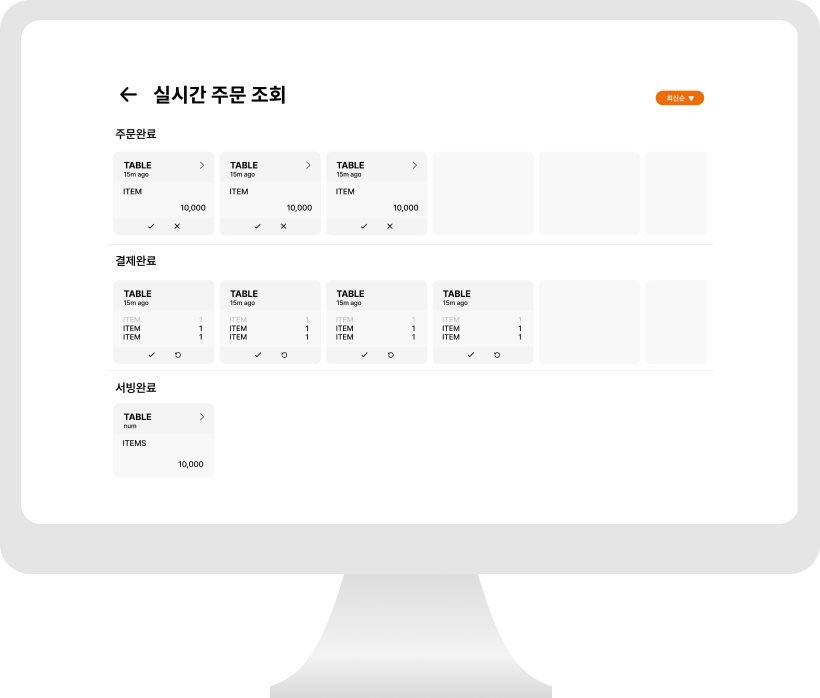 실시간 주문 조회
최신순 ▼
주문완료
TABLE
15m ago
ITEM
10,000
TABLE
15m ago
ITEM
10,000
TABLE
15m ago
ITEM
10,000
결제완료
TABLE
15m ago
ITEM 1
ITEM 1
ITEM 1
TABLE
15m ago
ITEM 1
ITEM 1
ITEM 1
TABLE
15m ago
ITEM 1
ITEM 1
ITEM 1
TABLE
15m ago
ITEM 1
ITEM 1
ITEM 1
서빙완료
TABLE
num
ITEMS
10,000